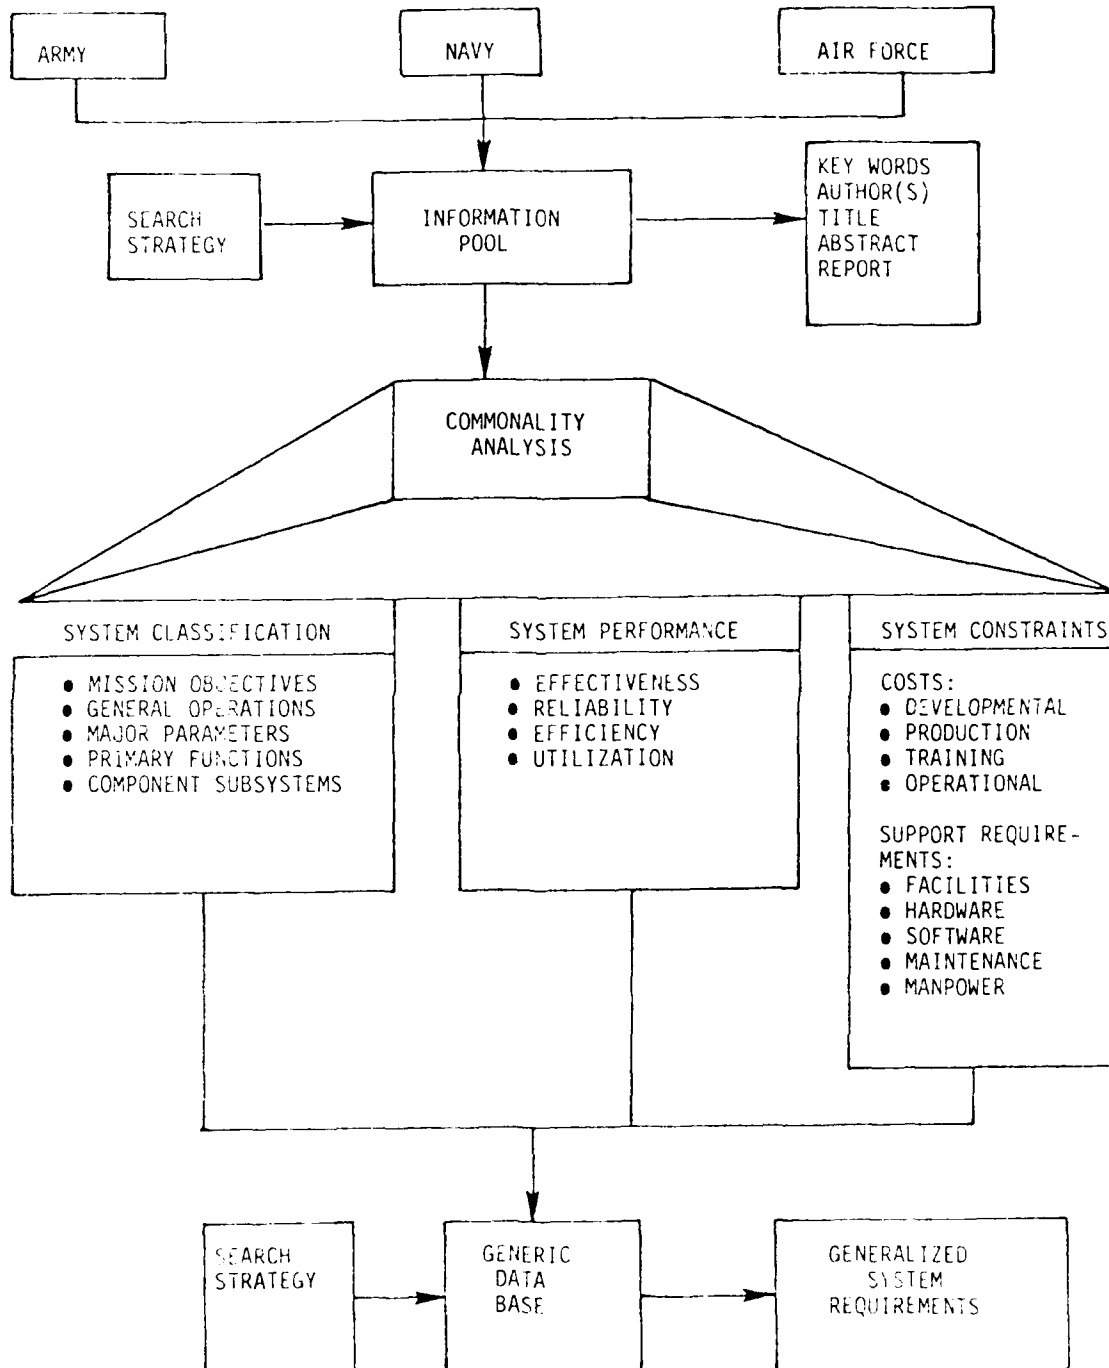 ARMY
NAVY
AIR FORCE
SEARCH
STRATEGY
INFORMATION
POOL
KEY WORDS
AUTHOR(S)
TITLE
ABSTRACT
REPORT
COMMONALITY
ANALYSIS
SYSTEM CLASSIFICATION
● MISSION OBJECTIVES
● GENERAL OPERATIONS
● MAJOR PARAMETERS
● PRIMARY FUNCTIONS
● COMPONENT SUBSYSTEMS
SYSTEM PERFORMANCE
● EFFECTIVENESS
● RELIABILITY
● EFFICIENCY
● UTILIZATION
SYSTEM CONSTRAINTS
COSTS:
● DEVELOPMENTAL
● PRODUCTION
● TRAINING
● OPERATIONAL
SUPPORT REQUIRE-
MENTS:
● FACILITIES
● HARDWARE
● SOFTWARE
● MAINTENANCE
● MANPOWER
SEARCH
STRATEGY
GENERIC
DATA
BASE
GENERALIZED
SYSTEM
REQUIREMENTS